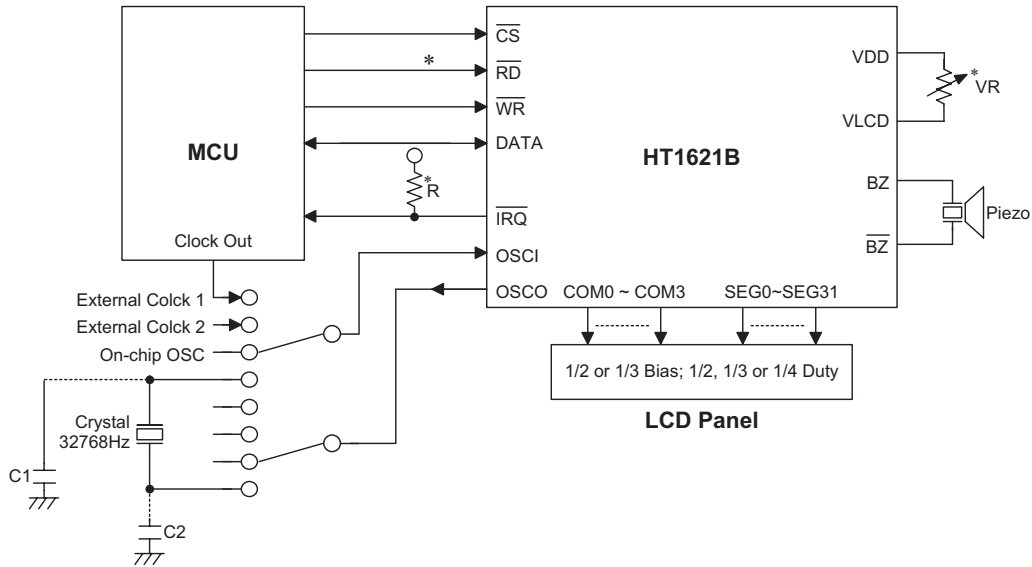 MCU
Clock Out
External Colck 1
External Colck 2
On-chip OSC
Crystal
32768Hz
C1
C2
*
*
R
CS
RD
WR
DATA
IRQ
OSCI
OSCO
COM0 ~ COM3
SEG0~SEG31
HT1621B
VDD
VLCD
BZ
BZ
*
VR
Piezo
1/2 or 1/3 Bias; 1/2, 1/3 or 1/4 Duty
LCD Panel